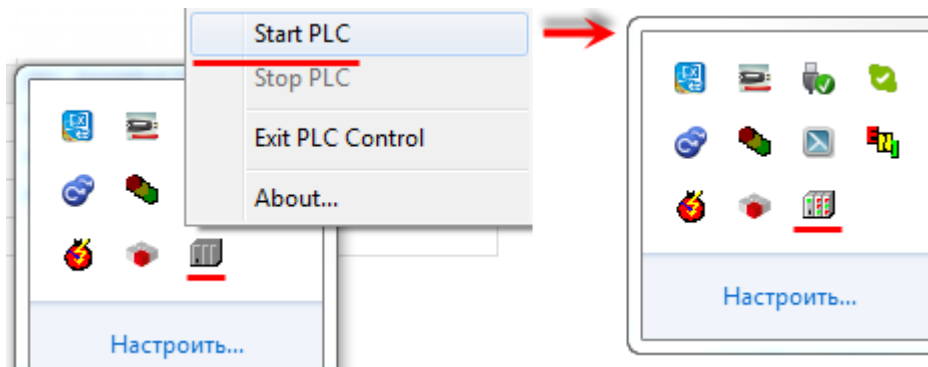 Start PLC
Stop PLC
Exit PLC Control
About...
Настроить...
Настроить...